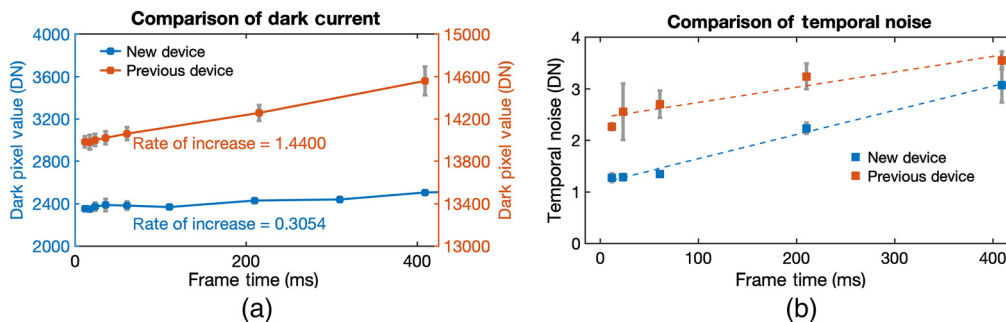 Comparison of dark current
Dark pixel value (DN)
4000
3600
3200
2800
2400
2000
New device
Previous device
Rate of increase = 1.4400
Rate of increase = 0.3054
15000
14600
14200
13800
13400
13000
Dark pixel value (DN)
0
200
400
Frame time (ms)
(a)
Comparison of temporal noise
Temporal noise (DN)
4
3
2
1
0
New device
Previous device
0
100
200
300
400
Frame time (ms)
(b)